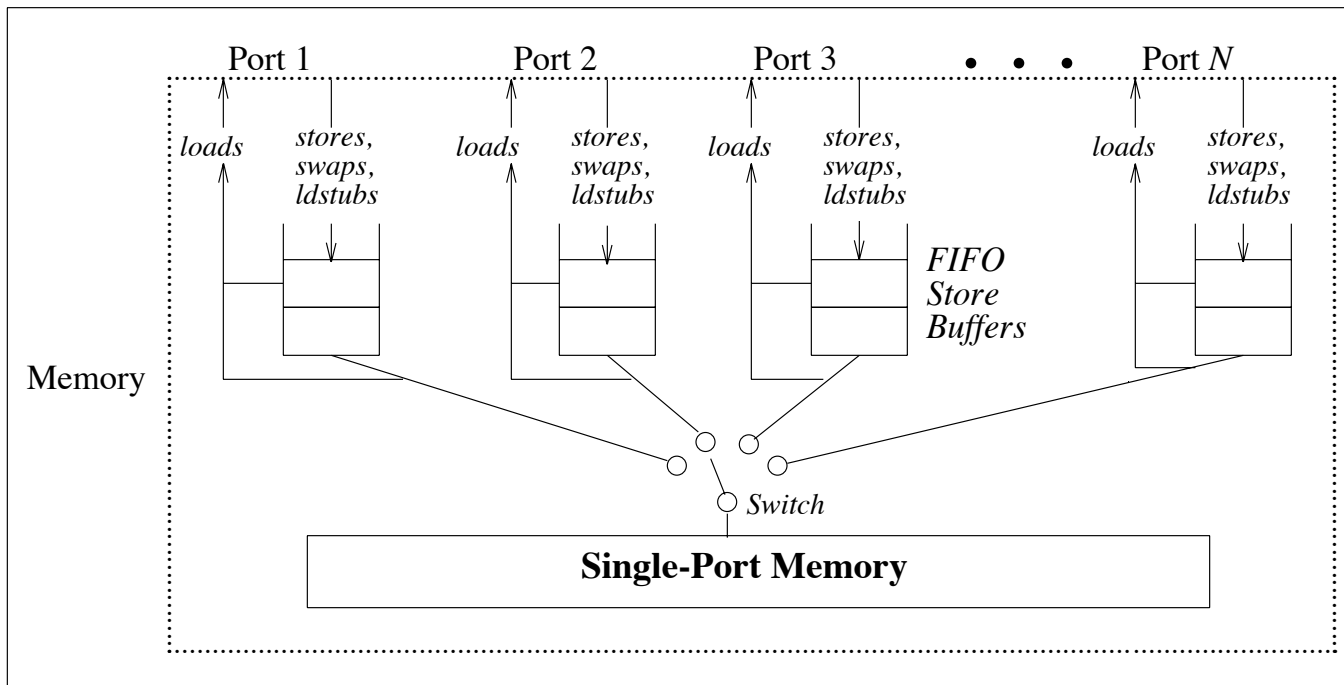 Port 1 Port 2 Port 3 • • • Port N
loads stores, loads stores, loads stores, loads stores,
swaps, swaps, swaps, swaps,
ldstubs ldstubs ldstubs ldstubs
FIFO
Store
Buffers
Memory
Switch
Single-Port Memory